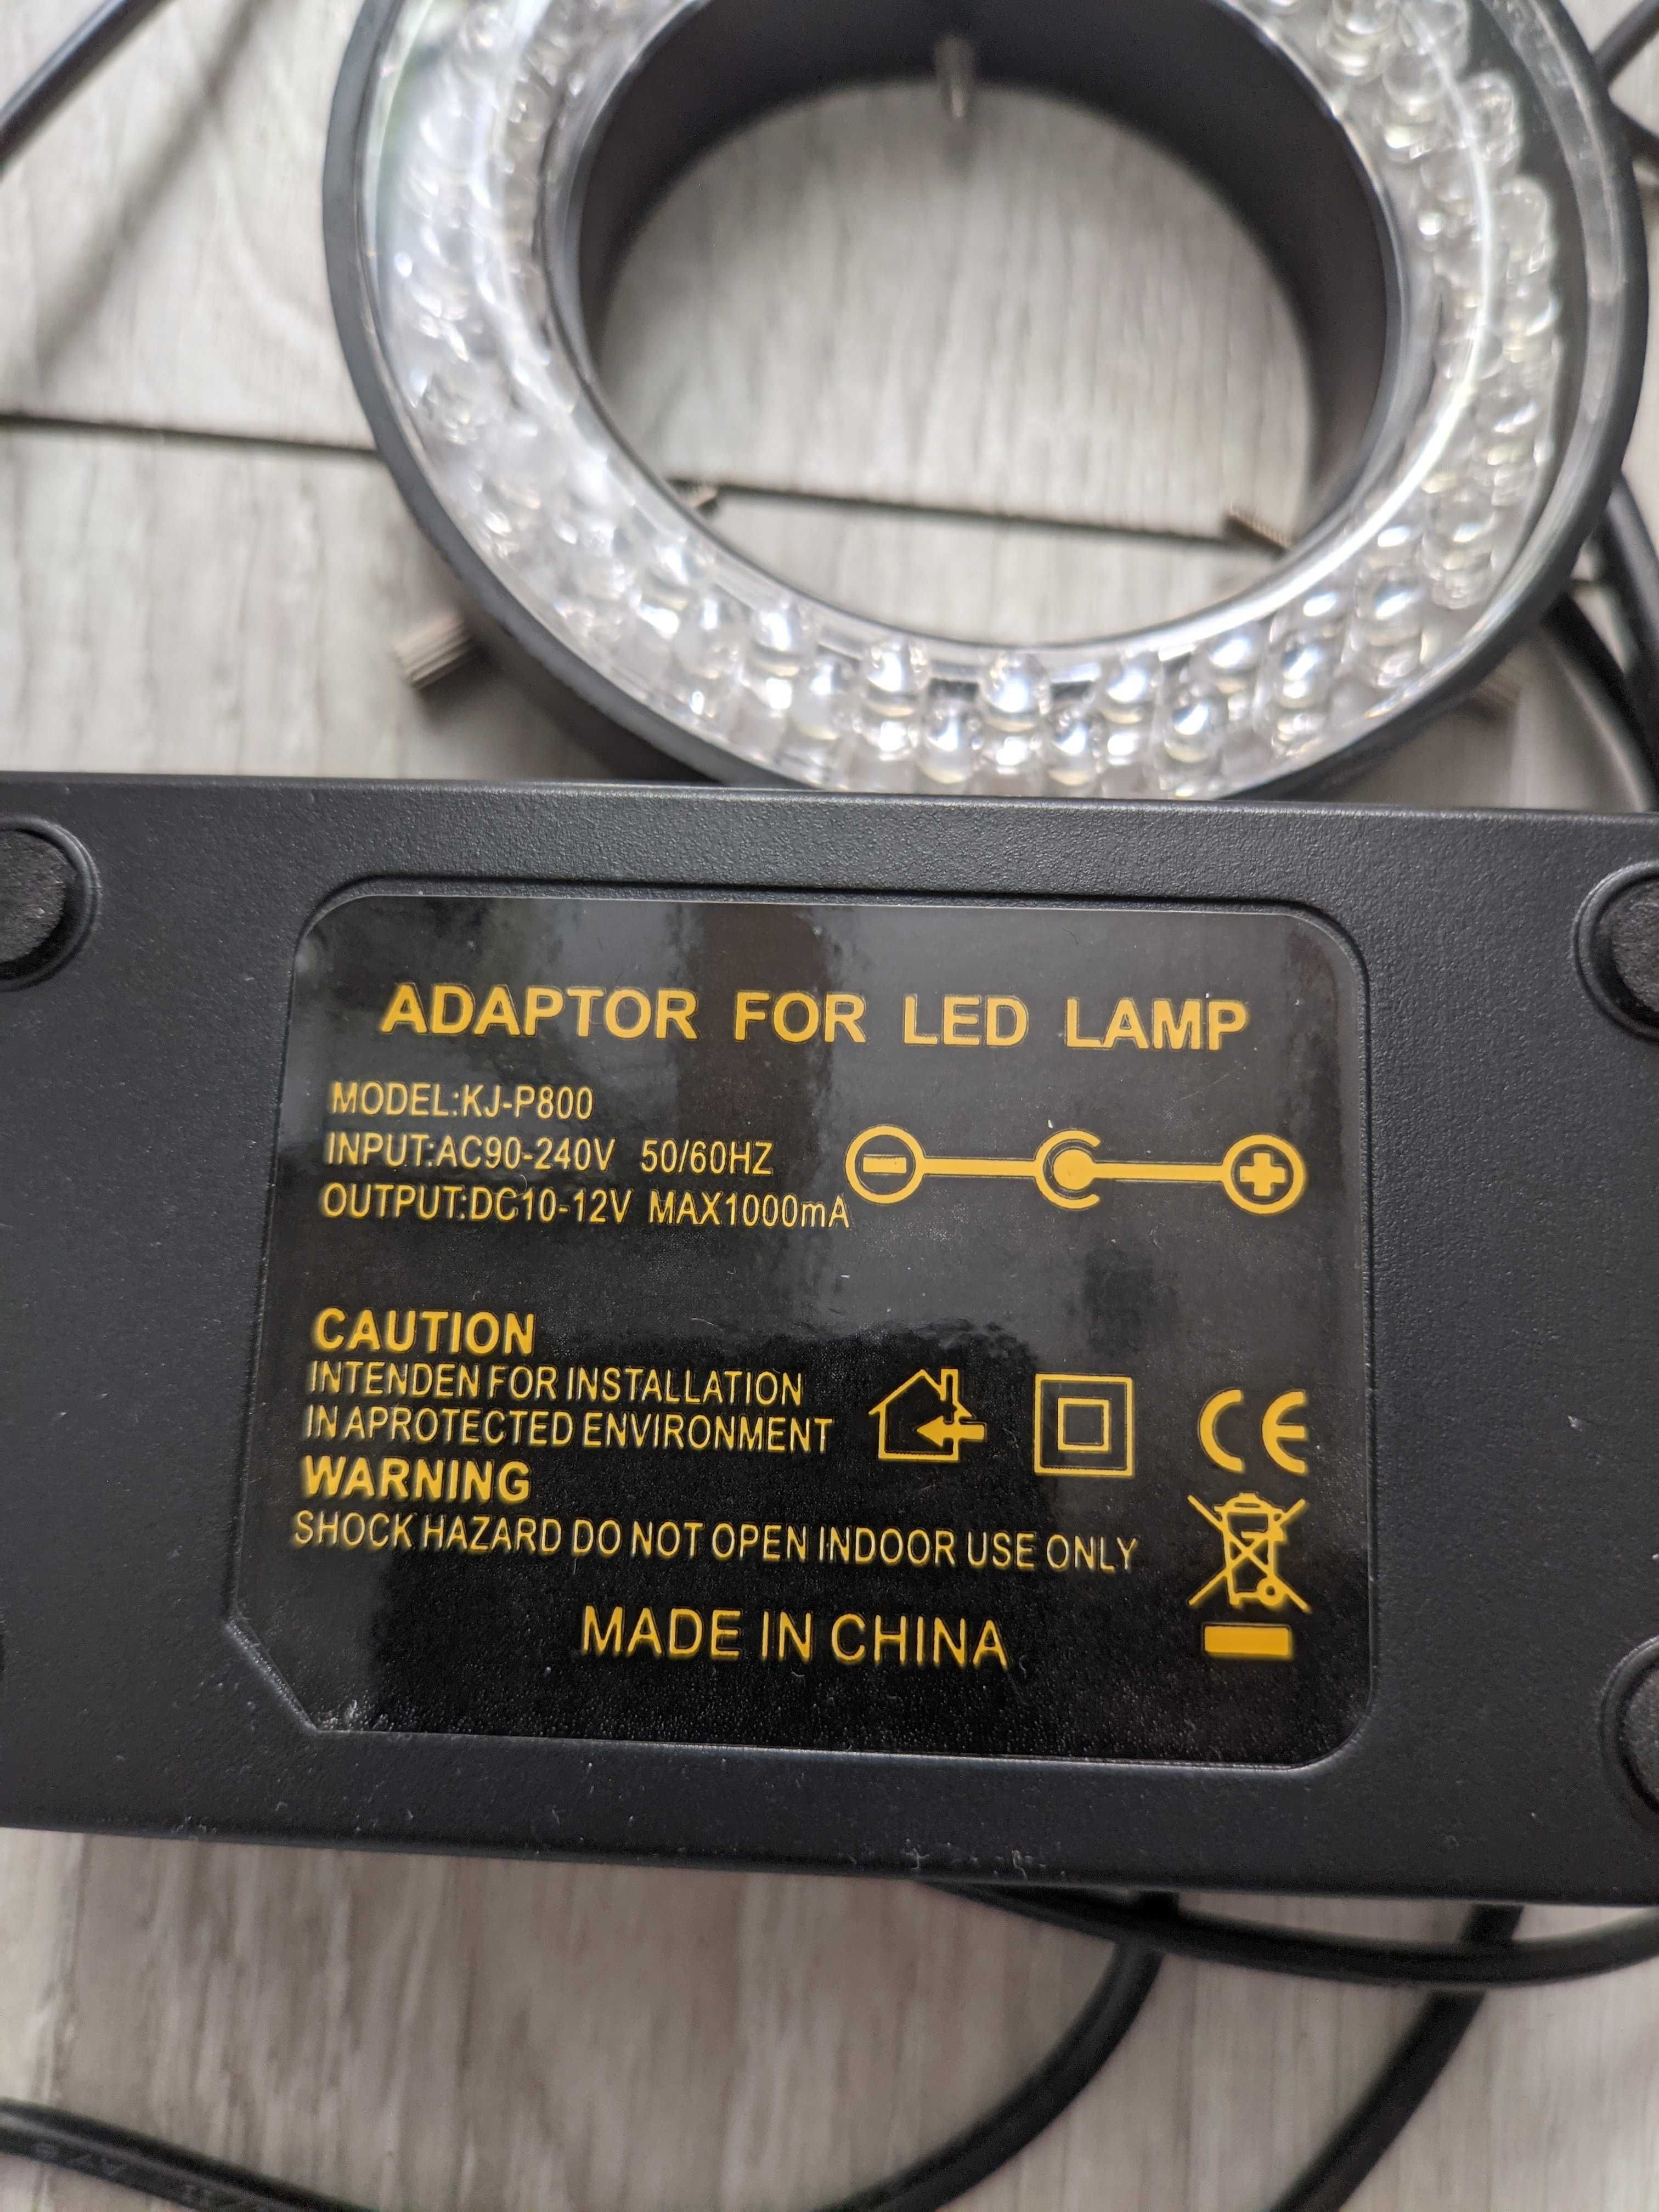 ADAPTOR FOR LED LAMP
MODEL:KJ-P800
INPUT:AC90-240V 50/60HZ
OUTPUT:DC10-12V MAX1000mA
CAUTION
INTENDEN FOR INSTALLATION
IN APROTECTED ENVIRONMENT
CE
WARNING
SHOCK HAZARD DO NOT OPEN INDOOR USE ONLY
MADE IN CHINA